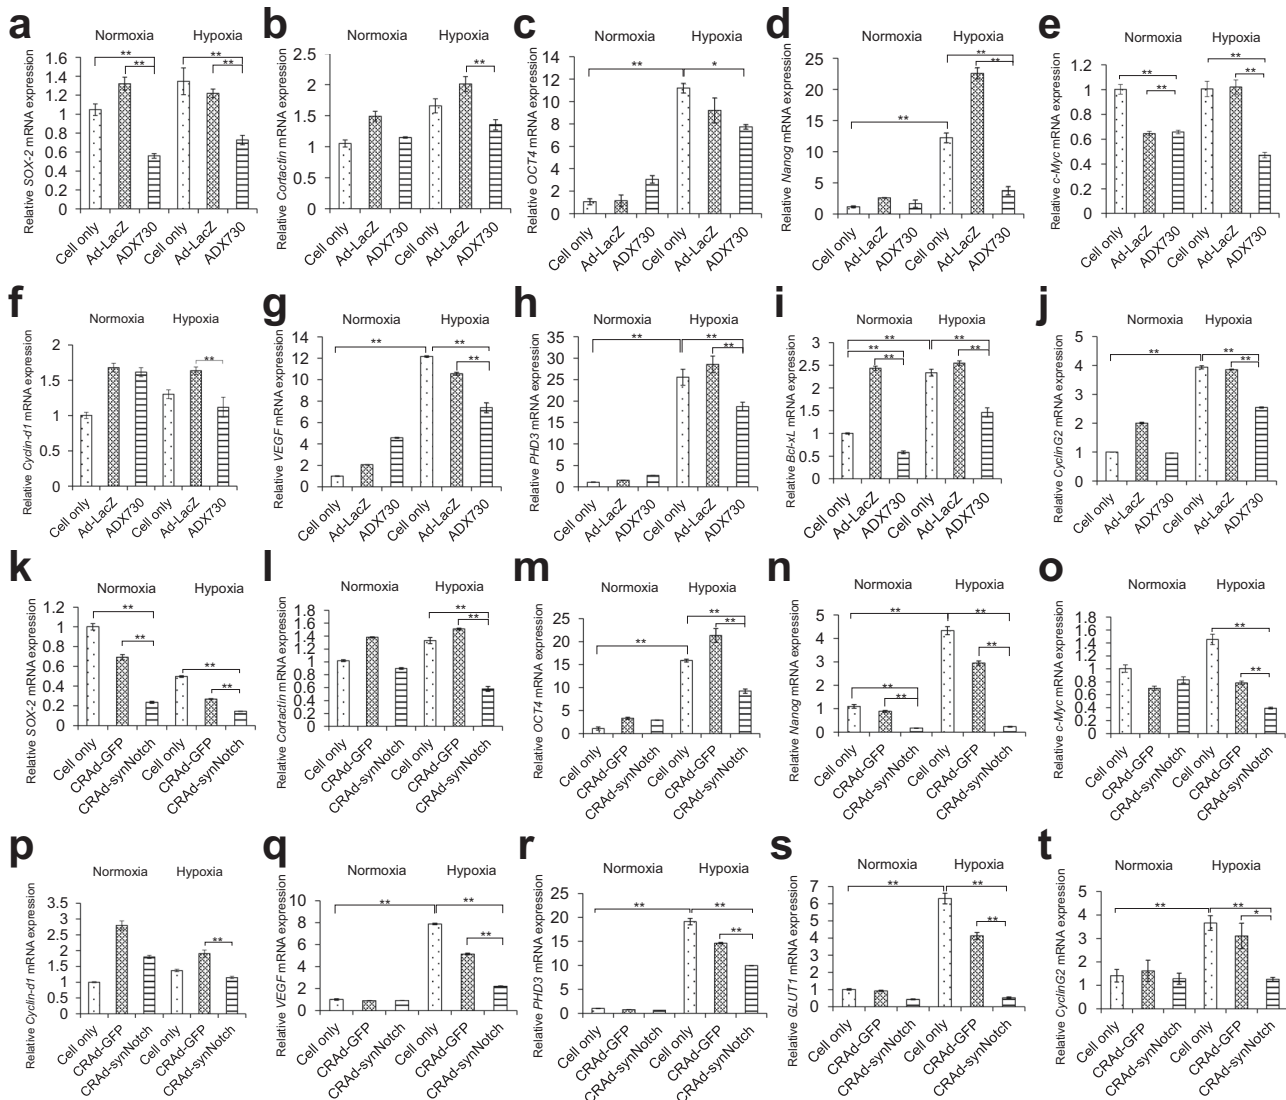 a
Normoxia
Hypoxia
Relative SOX-2 mRNA expression
1.6
1.4
1.2
1
0.8
0.6
0.4
0.2
0
**
**
**
**
Cell only
Ad-LacZ
ADX730
Cell only
Ad-LacZ
ADX730
b
Normoxia
Hypoxia
Relative Cortactin mRNA expression
2.5
2
1.5
1
0.5
0
**
Cell only
Ad-LacZ
ADX730
Cell only
Ad-LacZ
ADX730
c
Normoxia
Hypoxia
Relative OCT4 mRNA expression
14
12
10
8
6
4
2
0
**
*
Cell only
Ad-LacZ
ADX730
Cell only
Ad-LacZ
ADX730
d
Normoxia
Hypoxia
Relative Nanog mRNA expression
25
20
15
10
5
0
**
**
**
Cell only
Ad-LacZ
ADX730
Cell only
Ad-LacZ
ADX730
e
Normoxia
Hypoxia
Relative c-Myc mRNA expression
1.2
1
0.8
0.6
0.4
0.2
0
**
**
**
**
Cell only
Ad-LacZ
ADX730
Cell only
Ad-LacZ
ADX730
f
Normoxia
Hypoxia
Relative Cyclin-d1 mRNA expression
2
1.5
1
0.5
0
**
Cell only
Ad-LacZ
ADX730
Cell only
Ad-LacZ
ADX730
g
Normoxia
Hypoxia
Relative VEGF mRNA expression
14
12
10
8
6
4
2
0
**
**
**
Cell only
Ad-LacZ
ADX730
Cell only
Ad-LacZ
ADX730
h
Normoxia
Hypoxia
Relative PHD3 mRNA expression
35
30
25
20
15
10
5
0
**
**
**
Cell only
Ad-LacZ
ADX730
Cell only
Ad-LacZ
ADX730
i
Normoxia
Hypoxia
Relative Bcl-xL mRNA expression
3
2.5
2
1.5
1
0.5
0
**
**
**
**
**
Cell only
Ad-LacZ
ADX730
Cell only
Ad-LacZ
ADX730
j
Normoxia
Hypoxia
Relative CyclinG2 mRNA expression
5
4
3
2
1
0
**
**
**
Cell only
Ad-LacZ
ADX730
Cell only
Ad-LacZ
ADX730
k
Normoxia
Hypoxia
Relative SOX-2 mRNA expression
1.2
1
0.8
0.6
0.4
0.2
0
**
**
**
**
Cell only
CRAd-GFP
CRAd-synNotch
Cell only
CRAd-GFP
CRAd-synNotch
l
Normoxia
Hypoxia
Relative Cortactin mRNA expression
1.8
1.6
1.4
1.2
1
0.8
0.6
0.4
0.2
0
**
**
Cell only
CRAd-GFP
CRAd-synNotch
Cell only
CRAd-GFP
CRAd-synNotch
m
Normoxia
Hypoxia
Relative OCT4 mRNA expression
25
20
15
10
5
0
**
**
**
Cell only
CRAd-GFP
CRAd-synNotch
Cell only
CRAd-GFP
CRAd-synNotch
n
Normoxia
Hypoxia
Relative Nanog mRNA expression
5
4
3
2
1
0
**
**
**
**
**
Cell only
CRAd-GFP
CRAd-synNotch
Cell only
CRAd-GFP
CRAd-synNotch
o
Normoxia
Hypoxia
Relative c-Myc mRNA expression
1.8
1.6
1.4
1.2
1
0.8
0.6
0.4
0.2
0
**
**
Cell only
CRAd-GFP
CRAd-synNotch
Cell only
CRAd-GFP
CRAd-synNotch
p
Normoxia
Hypoxia
Relative Cyclin-d1 mRNA expression
3.5
3
2.5
2
1.5
1
0.5
0
**
Cell only
CRAd-GFP
CRAd-synNotch
Cell only
CRAd-GFP
CRAd-synNotch
q
Normoxia
Hypoxia
Relative VEGF mRNA expression
10
8
6
4
2
0
**
**
**
Cell only
CRAd-GFP
CRAd-synNotch
Cell only
CRAd-GFP
CRAd-synNotch
r
Normoxia
Hypoxia
Relative PHD3 mRNA expression
25
20
15
10
5
0
**
**
**
Cell only
CRAd-GFP
CRAd-synNotch
Cell only
CRAd-GFP
CRAd-synNotch
s
Normoxia
Hypoxia
Relative GLUT1 mRNA expression
7
6
5
4
3
2
1
0
**
**
**
Cell only
CRAd-GFP
CRAd-synNotch
Cell only
CRAd-GFP
CRAd-synNotch
t
Normoxia
Hypoxia
Relative CyclinG2 mRNA expression
5
4
3
2
1
0
**
**
*
Cell only
CRAd-GFP
CRAd-synNotch
Cell only
CRAd-GFP
CRAd-synNotch